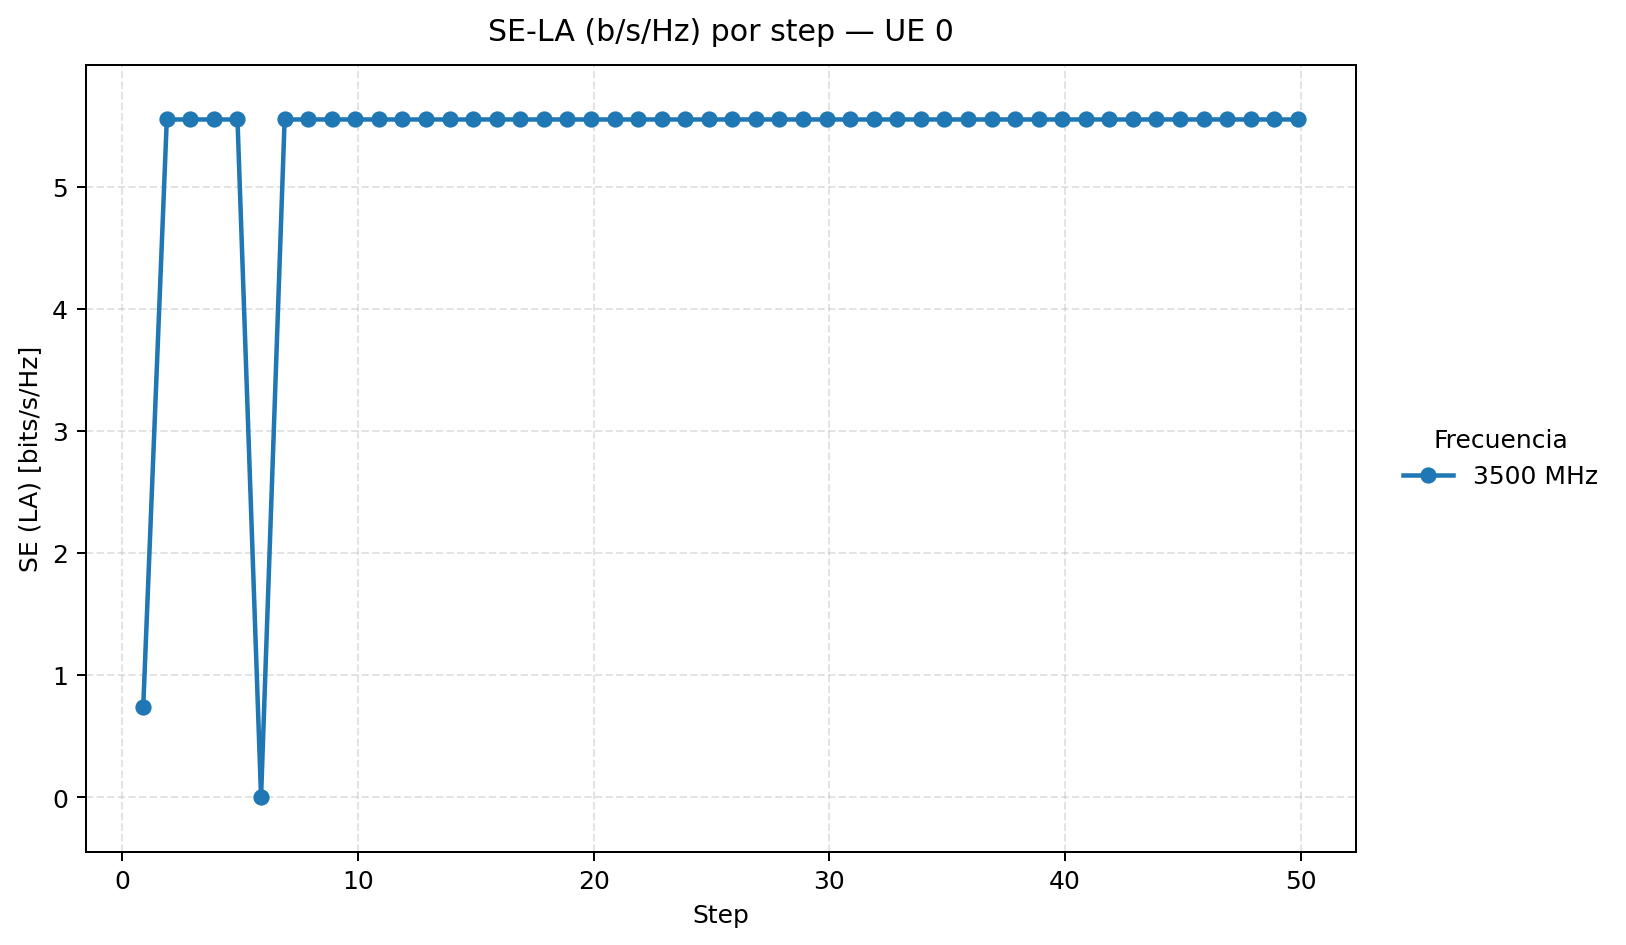 SE-LA (b/s/Hz) por step — UE 0
SE (LA) [bits/s/Hz]
5
4
3
2
1
0
0 10 20 30 40 50
Step
Frecuencia
3500 MHz